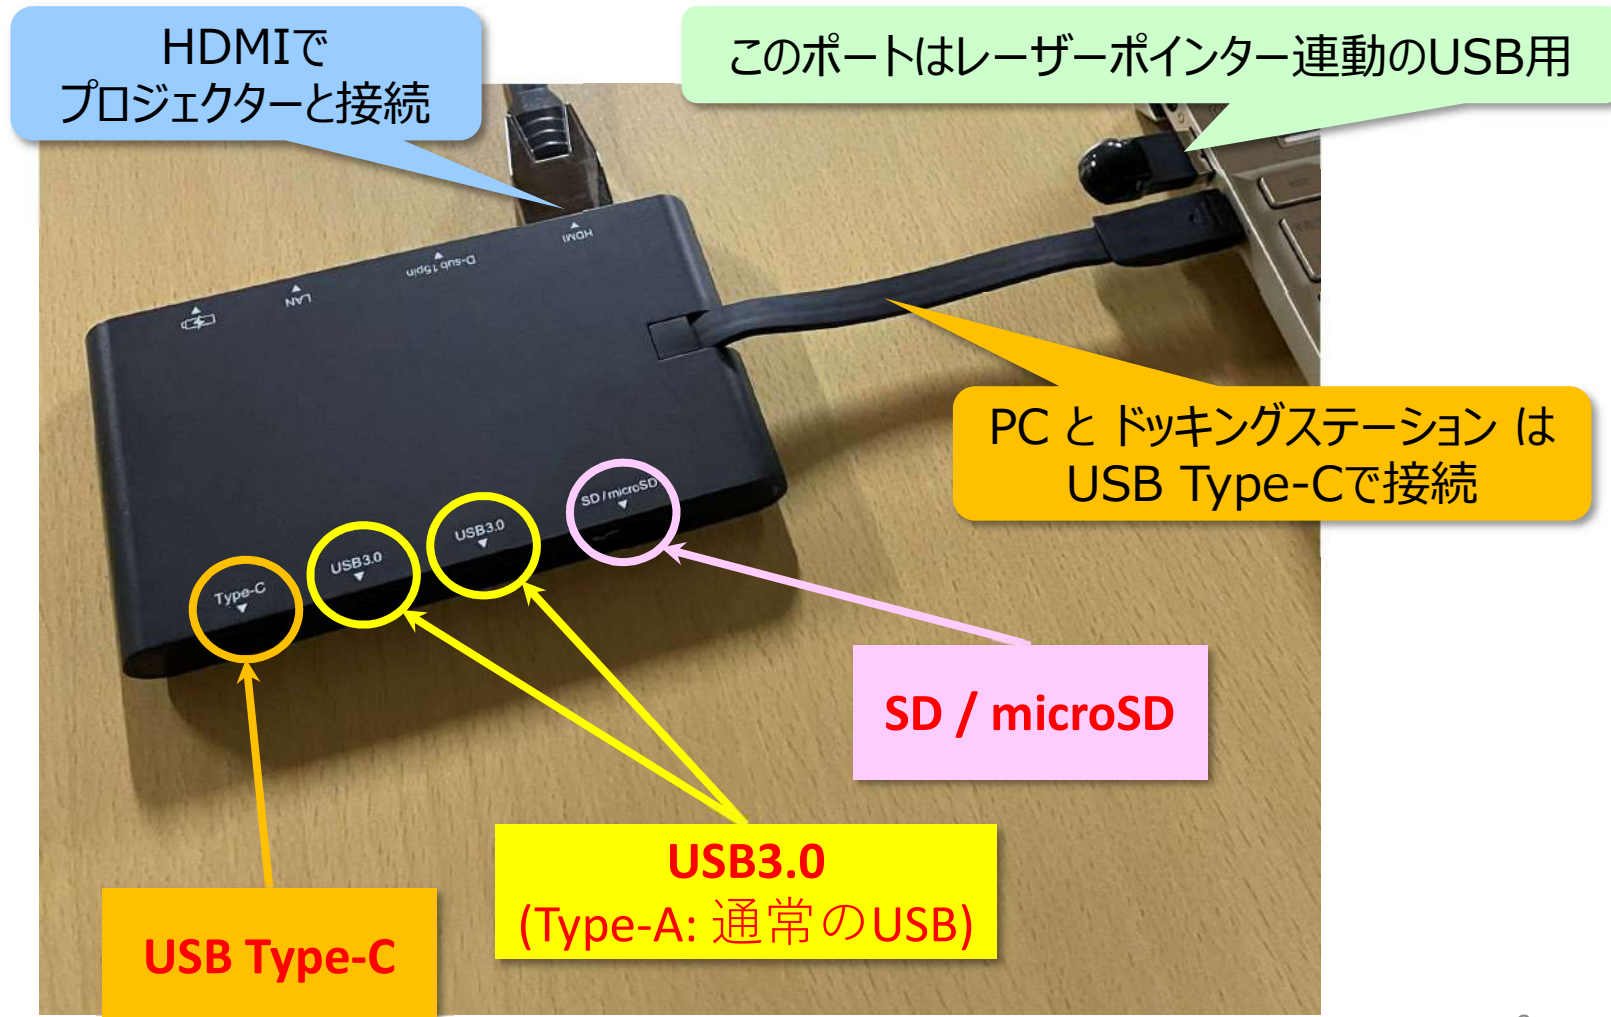 HDMIで
プロジェクターと接続
このポートはレーザーポインター連動のUSB用
HDMI
D-sub 15pin
LAN
PC と ドッキングステーション は
USB Type-Cで接続
SD / microSD
USB3.0
USB3.0
Type-C
SD / microSD
USB3.0
(Type-A: 通常のUSB)
USB Type-C